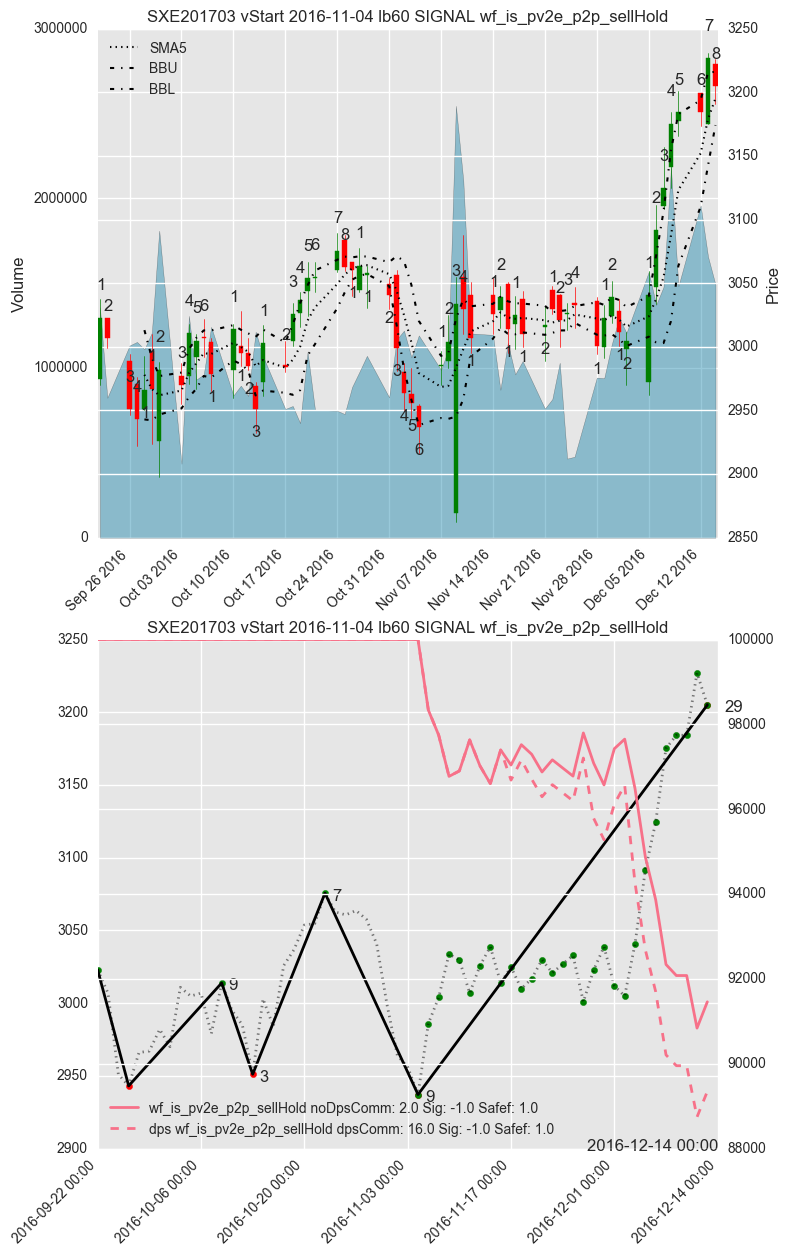 SXE201703 vStart 2016-11-04 lb60 SIGNAL wf_is_pv2e_p2p_sellHold
3000000
2000000
1000000
0
Volume
SMA5
BBU
BBL
3250
3200
3150
3100
3050
3000
2950
2900
2850
Price
Sep 26 2016
Oct 03 2016
Oct 10 2016
Oct 17 2016
Oct 24 2016
Oct 31 2016
Nov 07 2016
Nov 14 2016
Nov 21 2016
Nov 28 2016
Dec 05 2016
Dec 12 2016
SXE201703 vStart 2016-11-04 lb60 SIGNAL wf_is_pv2e_p2p_sellHold
3250
3200
3150
3100
3050
3000
2950
2900
100000
98000
96000
94000
92000
90000
88000
9
3
7
9
29
wf_is_pv2e_p2p_sellHold noDpsComm: 2.0 Sig: -1.0 Safef: 1.0
dps wf_is_pv2e_p2p_sellHold dpsComm: 16.0 Sig: -1.0 Safef: 1.0
2016-12-14 00:00
2016-09-22 00:00
2016-10-06 00:00
2016-10-20 00:00
2016-11-03 00:00
2016-11-17 00:00
2016-12-01 00:00
2016-12-14 00:00